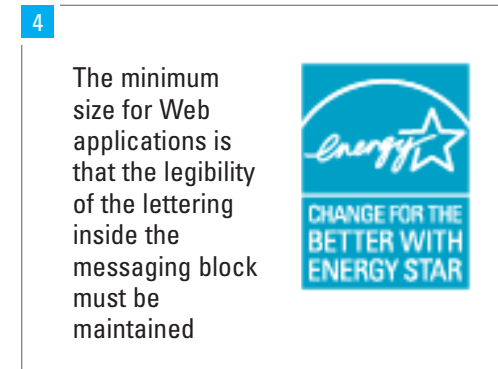 4
The minimum
size for Web
applications is
that the legibility
of the lettering
inside the
messaging block
must be
maintained
energy
CHANGE FOR THE
BETTER WITH
ENERGY STAR